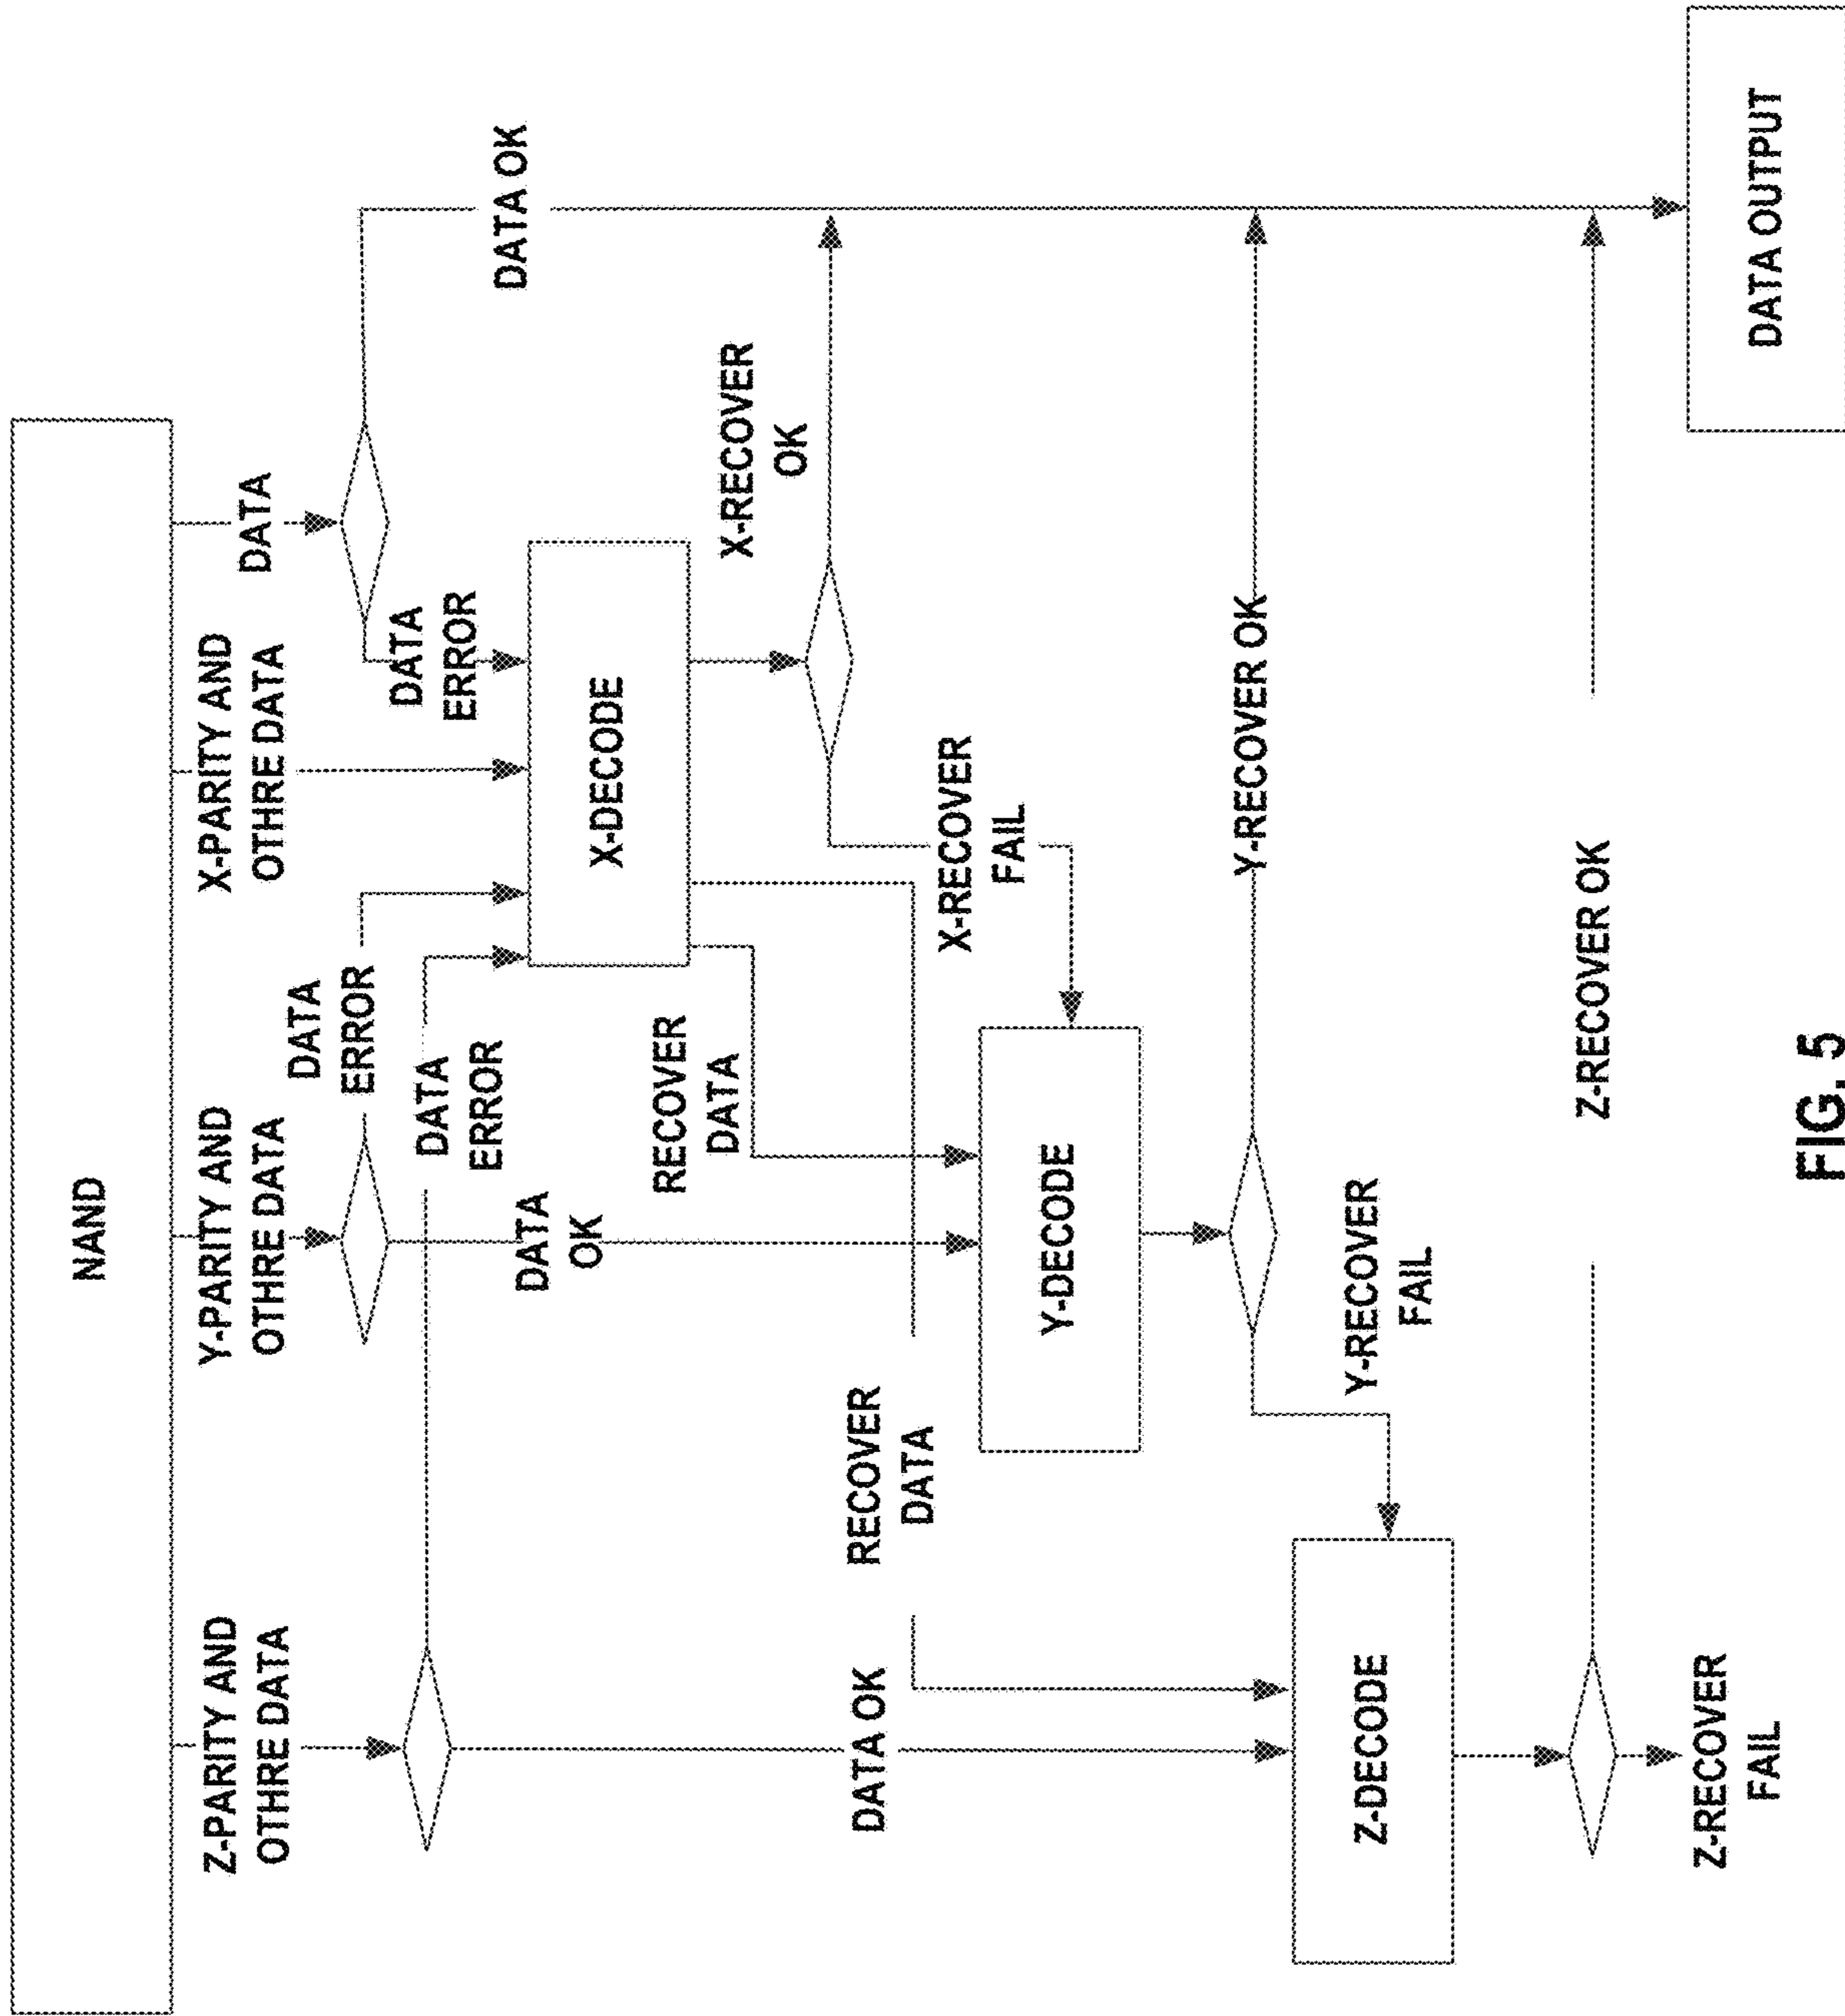 NAND
Z-PARITY AND
OTHRE DATA
Y-PARITY AND
OTHRE DATA
X-PARITY AND
OTHRE DATA
DATA
DATA
ERROR
DATA
ERROR
DATA
ERROR
DATA OK
DATA
OK
X-DECODE
RECOVER
DATA
X-RECOVER
OK
DATA OK
RECOVER
DATA
X-RECOVER
FAIL
Y-DECODE
Y-RECOVER OK
Y-RECOVER
FAIL
Z-DECODE
Z-RECOVER OK
Z-RECOVER
FAIL
DATA OUTPUT
FIG. 5